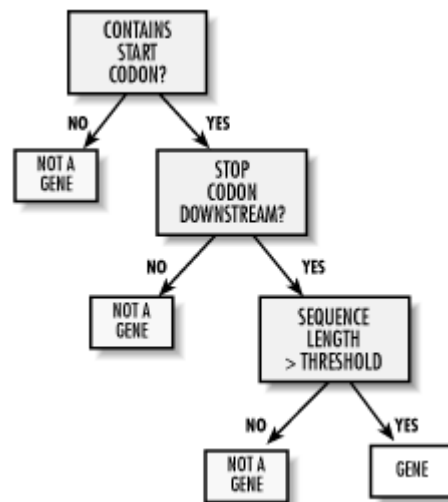 CONTAINS
START
CODON?
NO
YES
NOT A
GENE
STOP
CODON
DOWNSTREAM?
NO
YES
NOT A
GENE
SEQUENCE
LENGTH
> THRESHOLD
NO
YES
NOT A
GENE
GENE